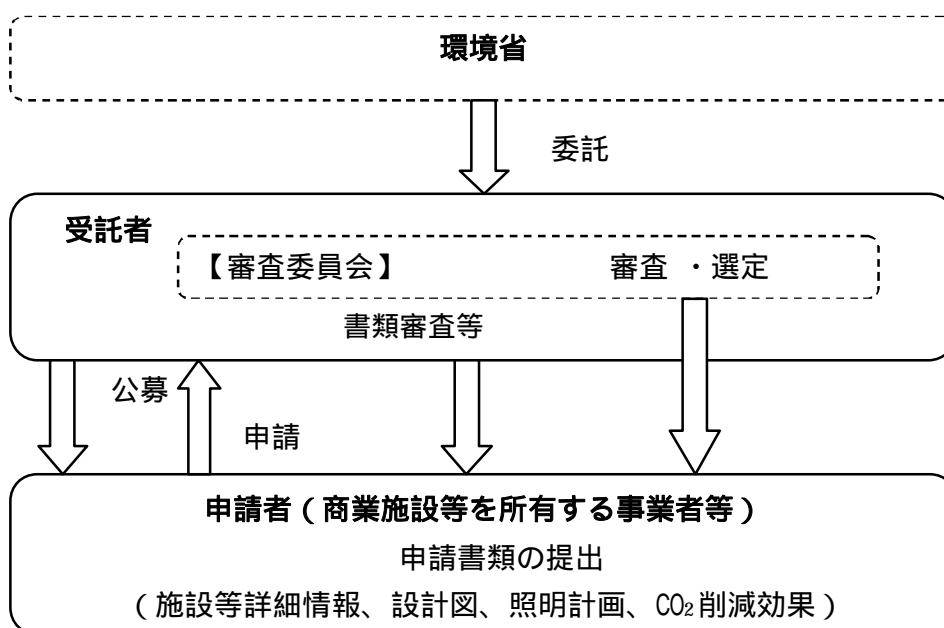 環境省
委託
受託者
【審査委員会】 審査・選定
書類審査等
公募
申請
申請者（商業施設等を所有する事業者等）
申請書類の提出
（施設等詳細情報、設計図、照明計画、CO₂削減効果）